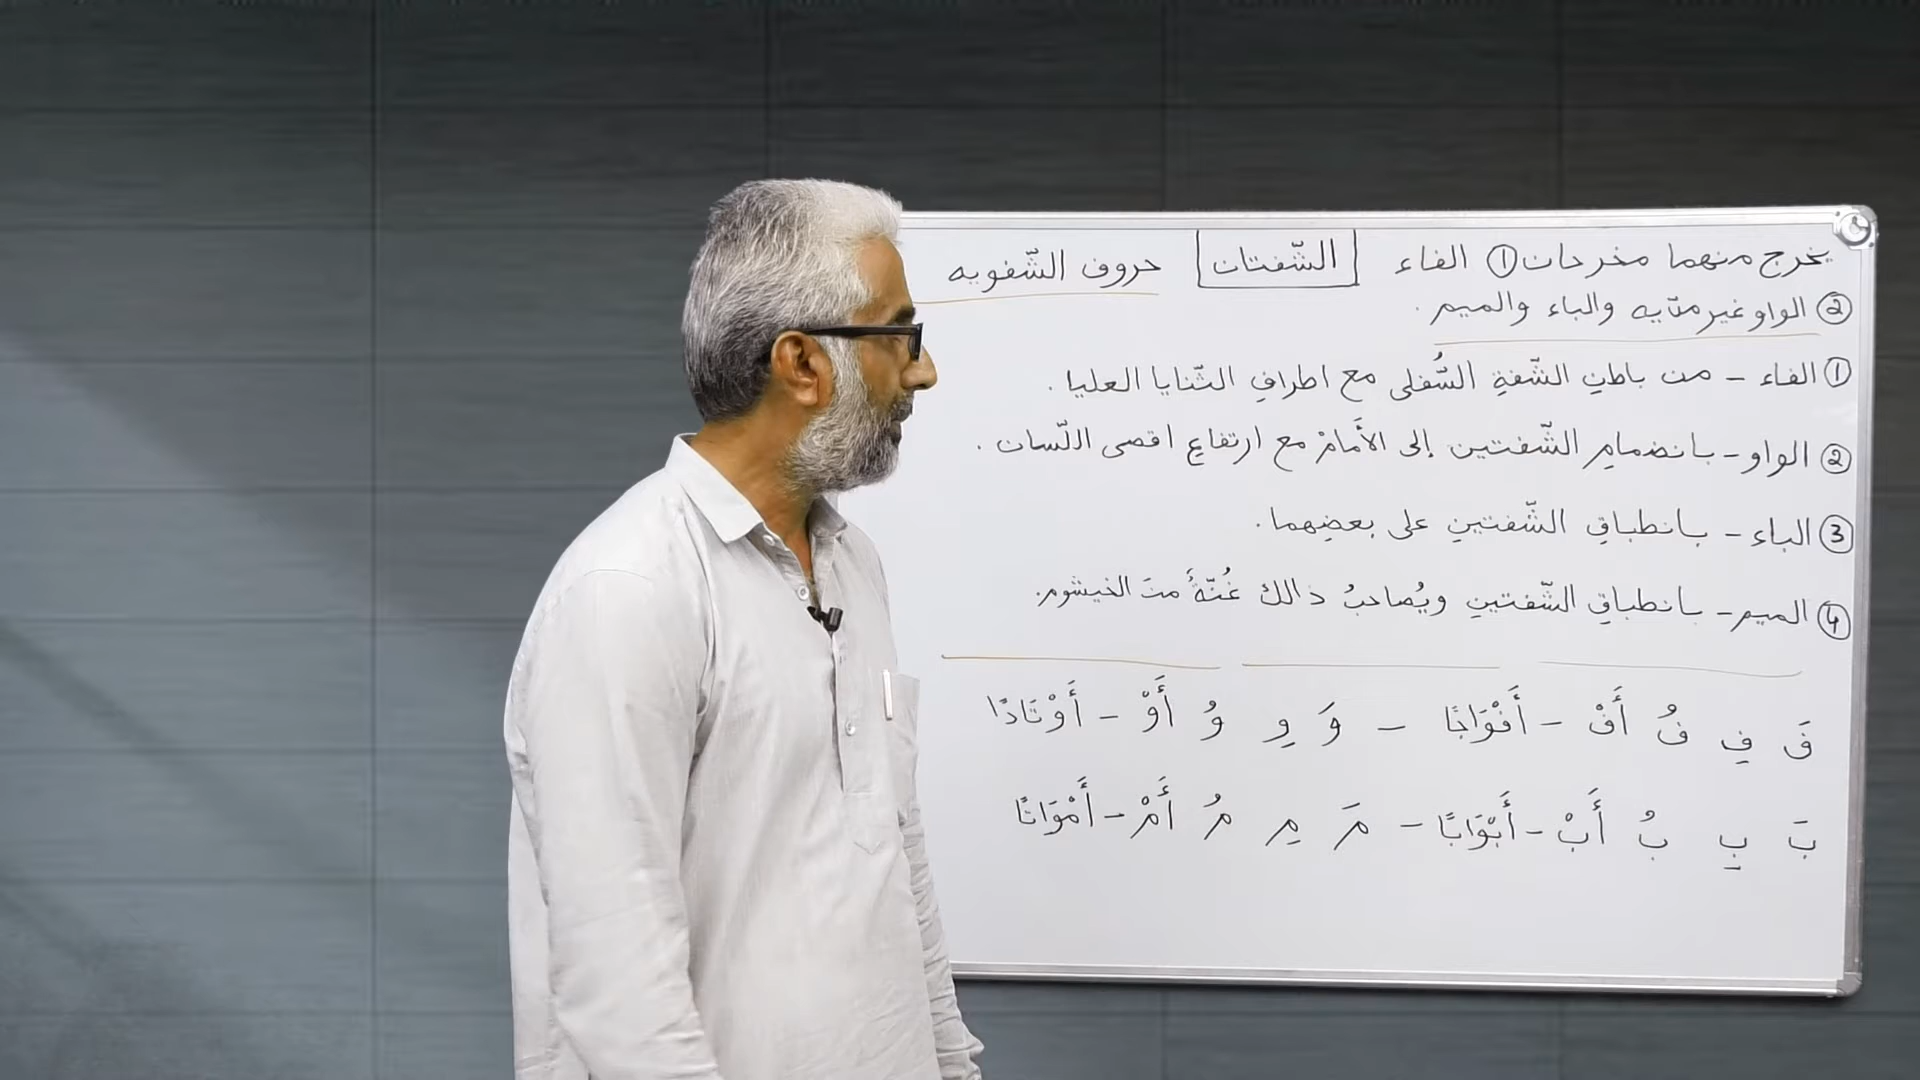 يخرج منهما مخرجان ① الفاء الشّفتان حروف الشّفويه
② الواو غير مدّيه والباء والميم .
① الفاء – من باطنِ الشّفةِ السُّفلى مع اطرافِ الثّنايا العليا .
② الواو – بانضمامِ الشّفتين إلى الأَمامْ مع ارتفاعِ اقصى اللّسان .
③ الباء – بانطباقِ الشّفتينِ على بعضِهما .
④ الميم – بانطباقِ الشّفتينِ ويُصاحبُ ذالك غُنّةُ منَ الخيشوم .
فَ فِ فُ أَفْ – أَفْوَاجًا – وَ وِ وُ أَوْ – أَوْتَادًا
بَ بِ بُ أَبْ – أَبْوَابًا – مَ مِ مُ أَمْ – أَمْوَاتًا